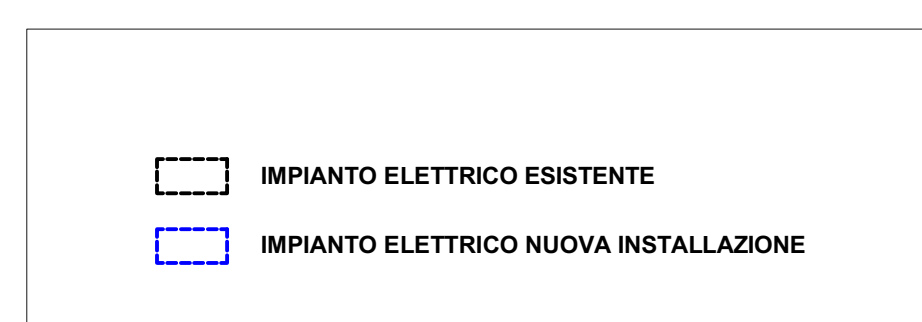 IMPIANTO ELETTRICO ESISTENTE
IMPIANTO ELETTRICO NUOVA INSTALLAZIONE